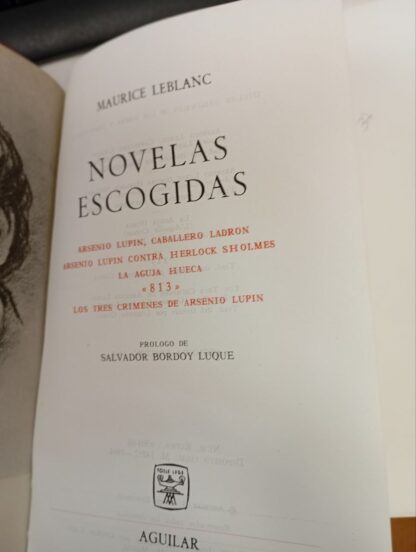 MAURICE LEBLANC
NOVELAS
ESCOGIDAS
ARSENIO LUPIN, CABALLERO LADRON
ARSENIO LUPIN CONTRA HERLOCK SHOLMES
LA AGUJA HUECA
«813»
LOS TRES CRIMENES DE ARSENIO LUPIN
PROLOGO DE
SALVADOR BORDOY LUQUE
AGUILAR